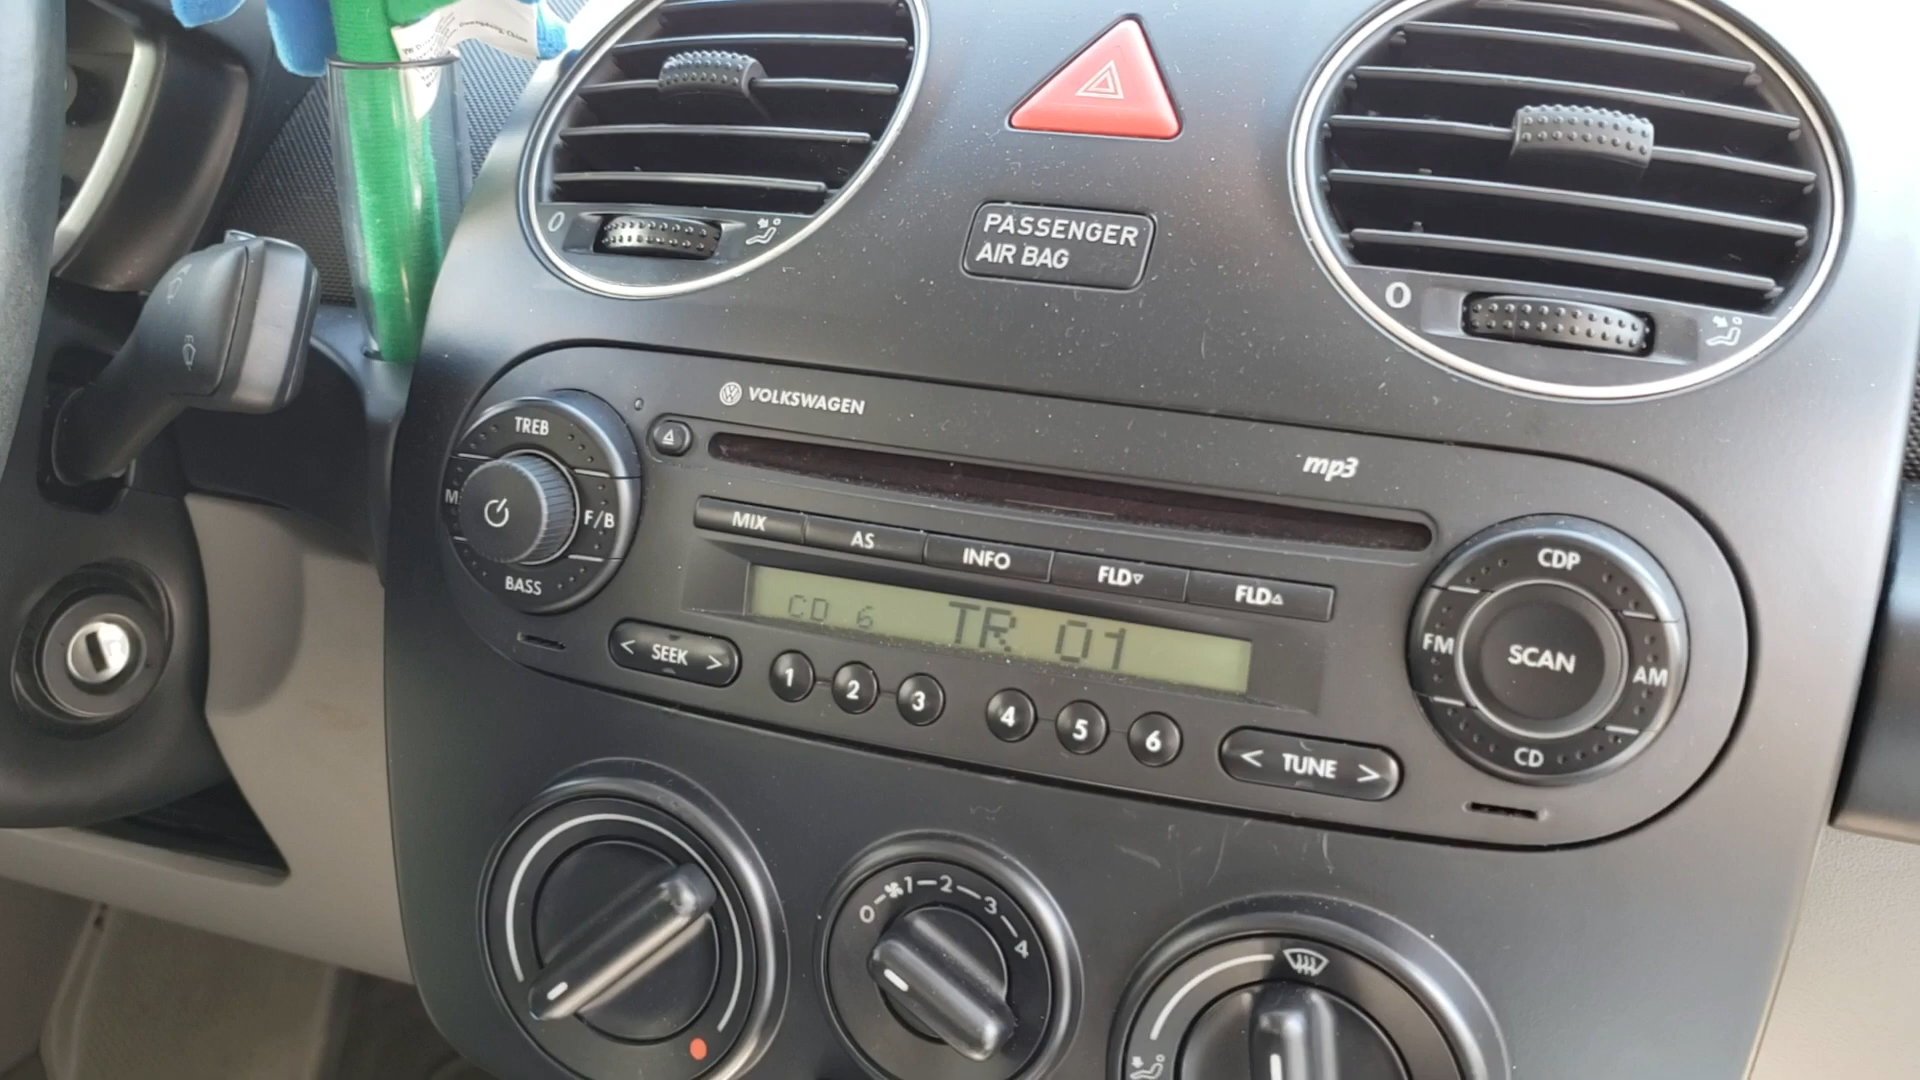 PASSENGER
AIR BAG
0
0
VOLKSWAGEN
mp3
TREB
M
F/B
BASS
MIX
AS
INFO
FLD▿
FLD▵
CD 6 TR 01
< SEEK >
1
2
3
4
5
6
< TUNE >
CDP
FM
SCAN
AM
CD
0
1
2
3
4